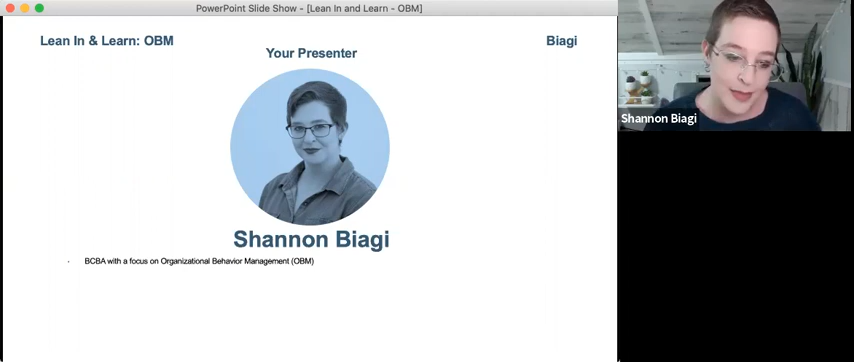 PowerPoint Slide Show - [Lean In and Learn - OBM]
Lean In & Learn: OBM
Biagi
Your Presenter
Shannon Biagi
Shannon Biagi
· BCBA with a focus on Organizational Behavior Management (OBM)